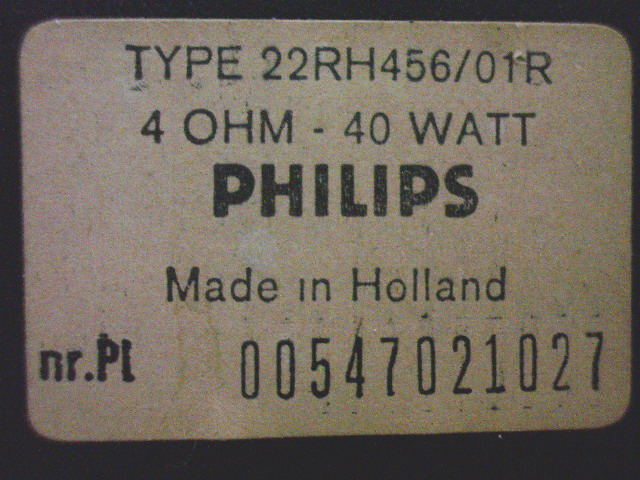 TYPE 22RH456/01R
4 OHM - 40 WATT
PHILIPS
Made in Holland
nr.PL 00547021027